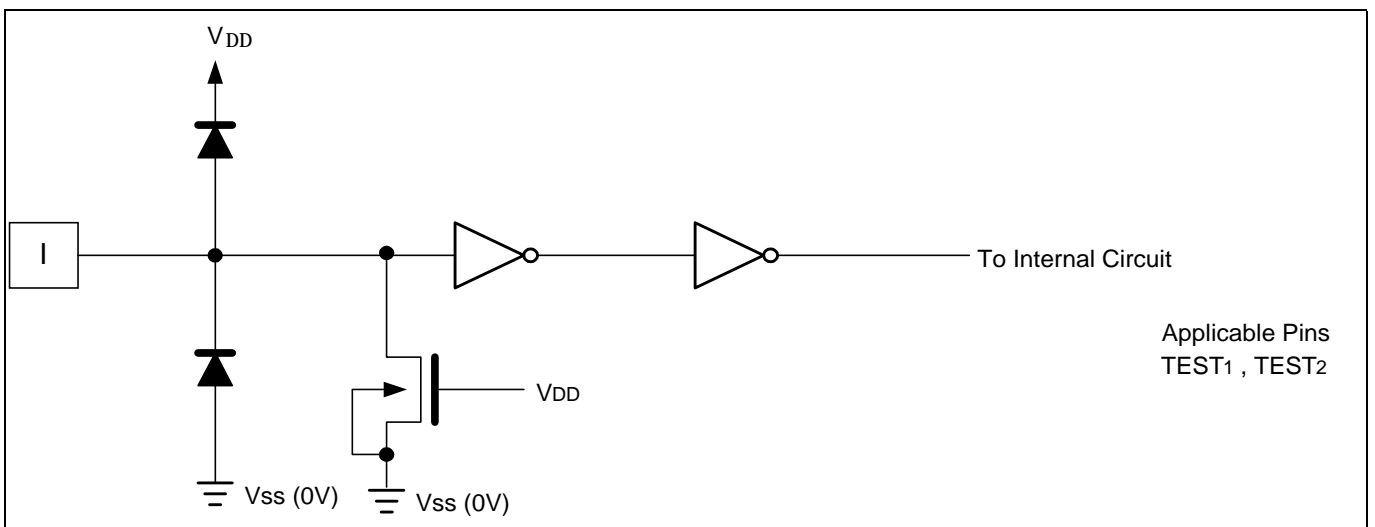 VDD
I
To Internal Circuit
Applicable Pins
TEST1 , TEST2
VDD
Vss (0V)
Vss (0V)